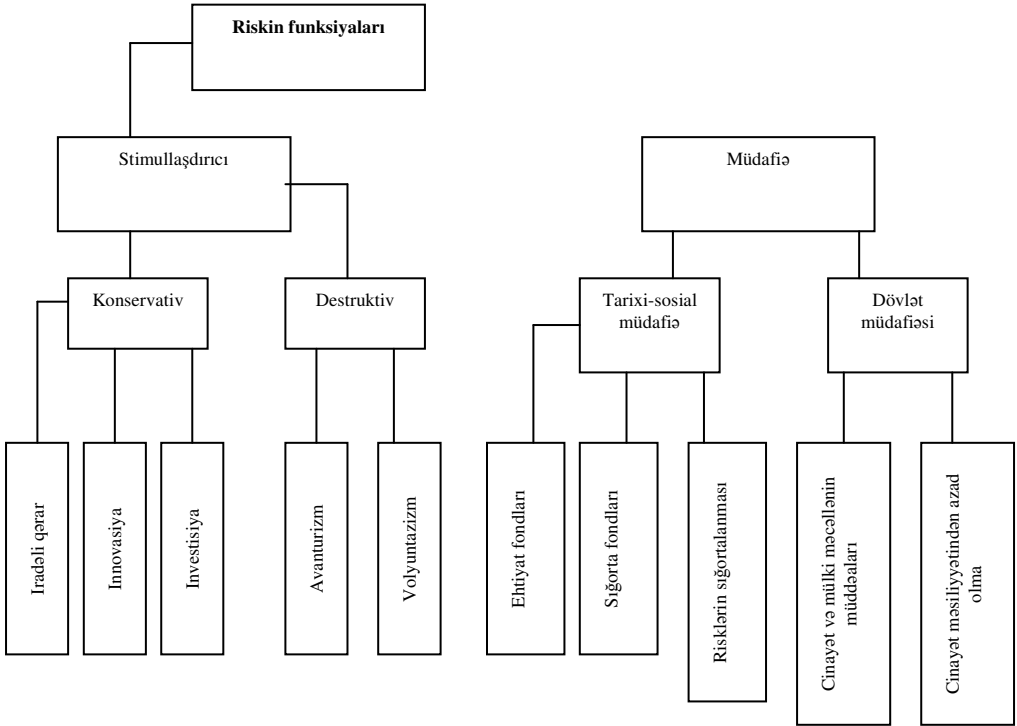 Riskin funksiyaları
Stimullaşdırıcı
Müdafiə
Konservativ
Destruktiv
Tarixi-sosial
müdafiə
Dövlət
müdafiəsi
Iradəli qərar
Innovasiya
Investisiya
Avanturizm
Volyuntazizm
Ehtiyat fondları
Sığorta fondları
Risklərin sığortalanması
Cinayət və mülki məcəllənin
müddəaları
Cinayət məsiliyyətindən azad
olma